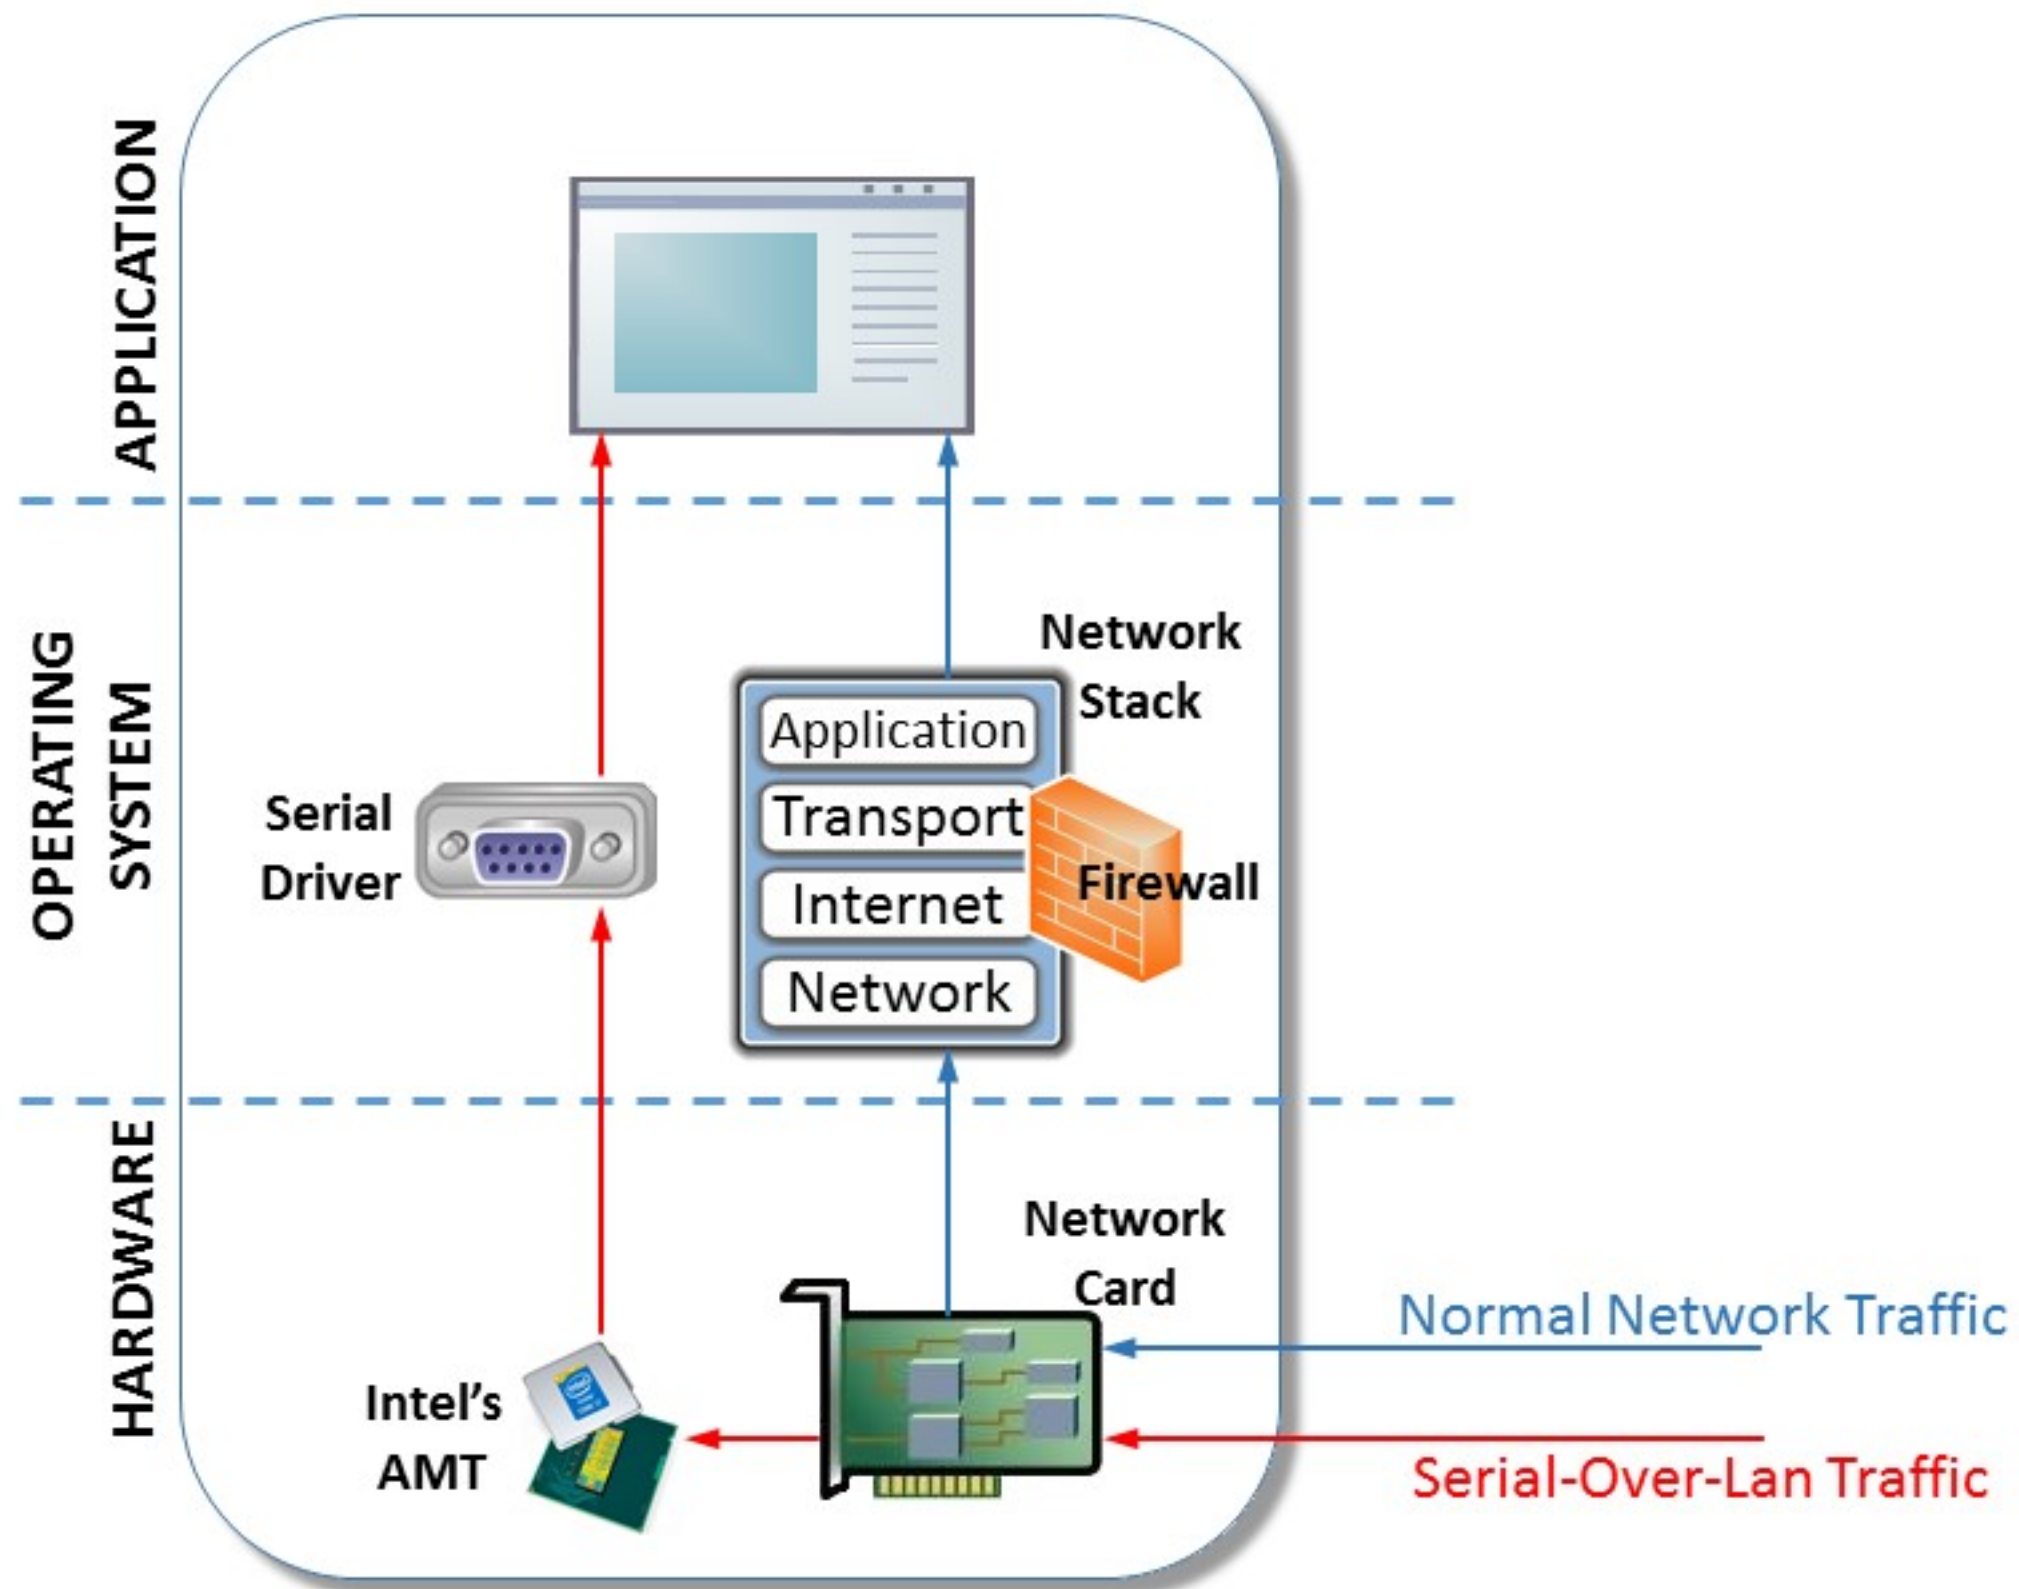 APPLICATION
OPERATING
SYSTEM
HARDWARE
Network
Stack
Application
Transport
Internet
Network
Firewall
Serial
Driver
Network
Card
Intel's
AMT
Normal Network Traffic
Serial-Over-Lan Traffic